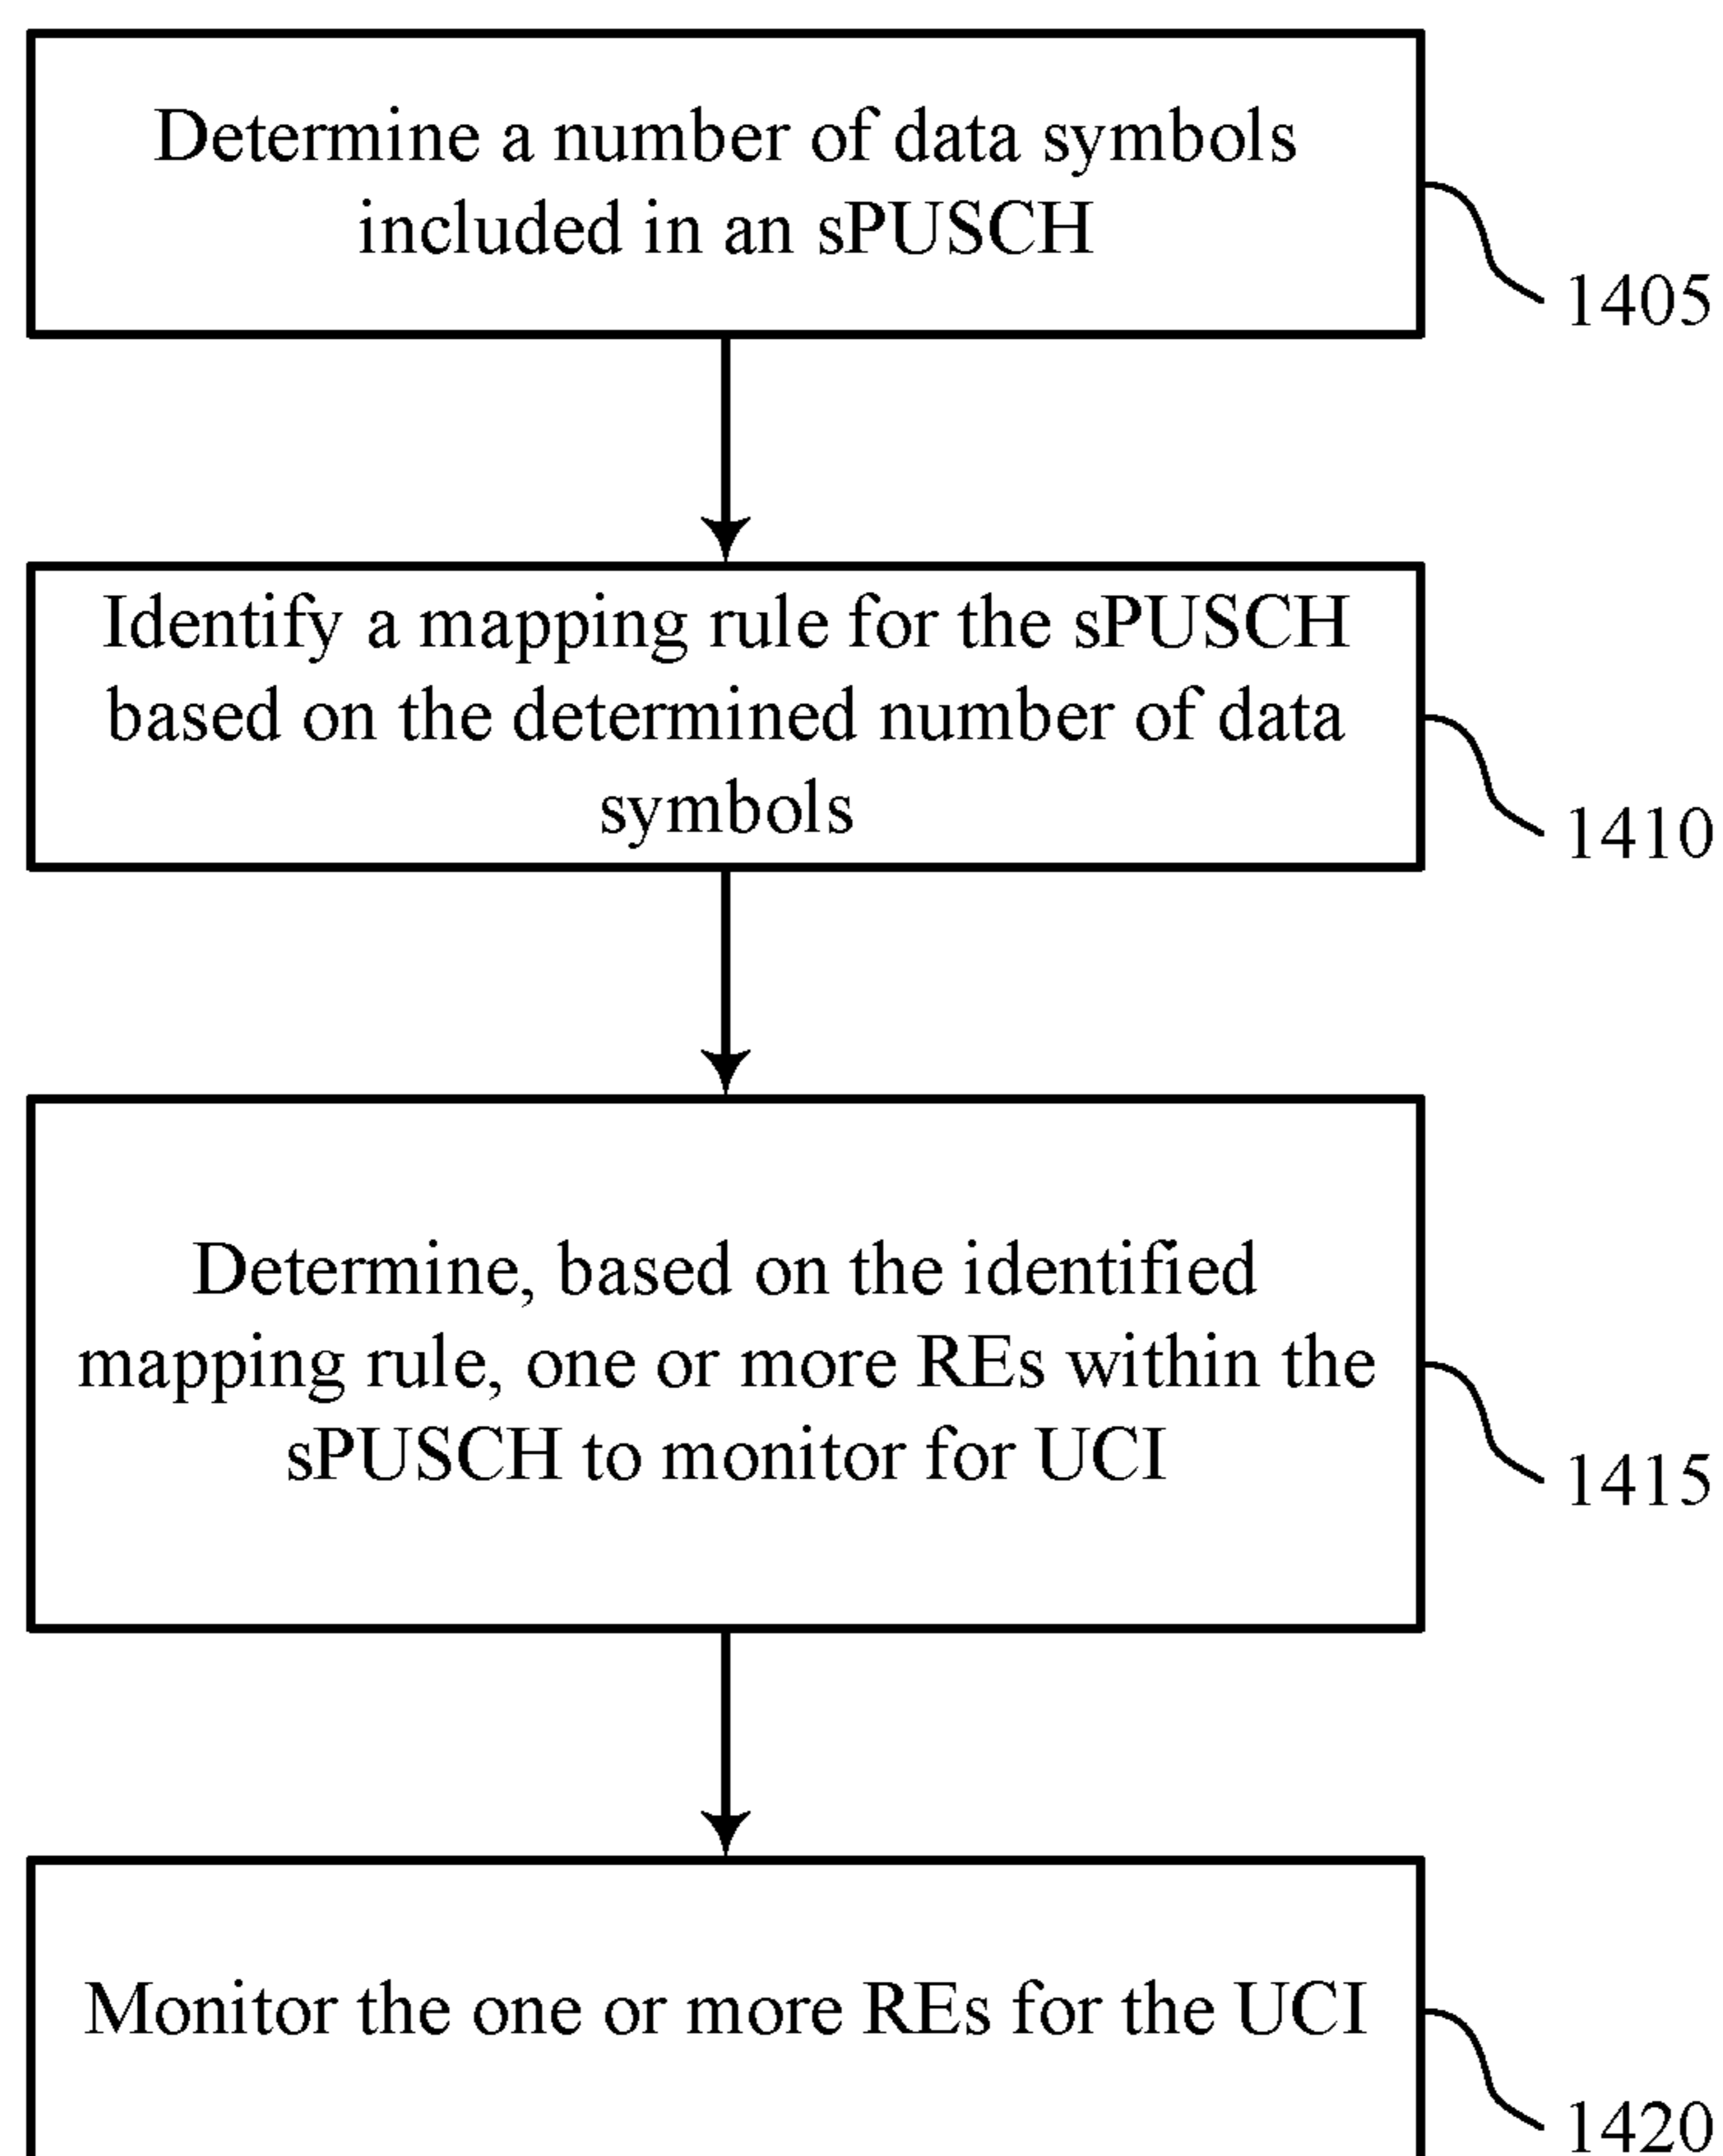 Determine a number of data symbols
included in an sPUSCH
1405
Identify a mapping rule for the sPUSCH
based on the determined number of data
symbols
1410
Determine, based on the identified
mapping rule, one or more REs within the
sPUSCH to monitor for UCI
1415
Monitor the one or more REs for the UCI
1420